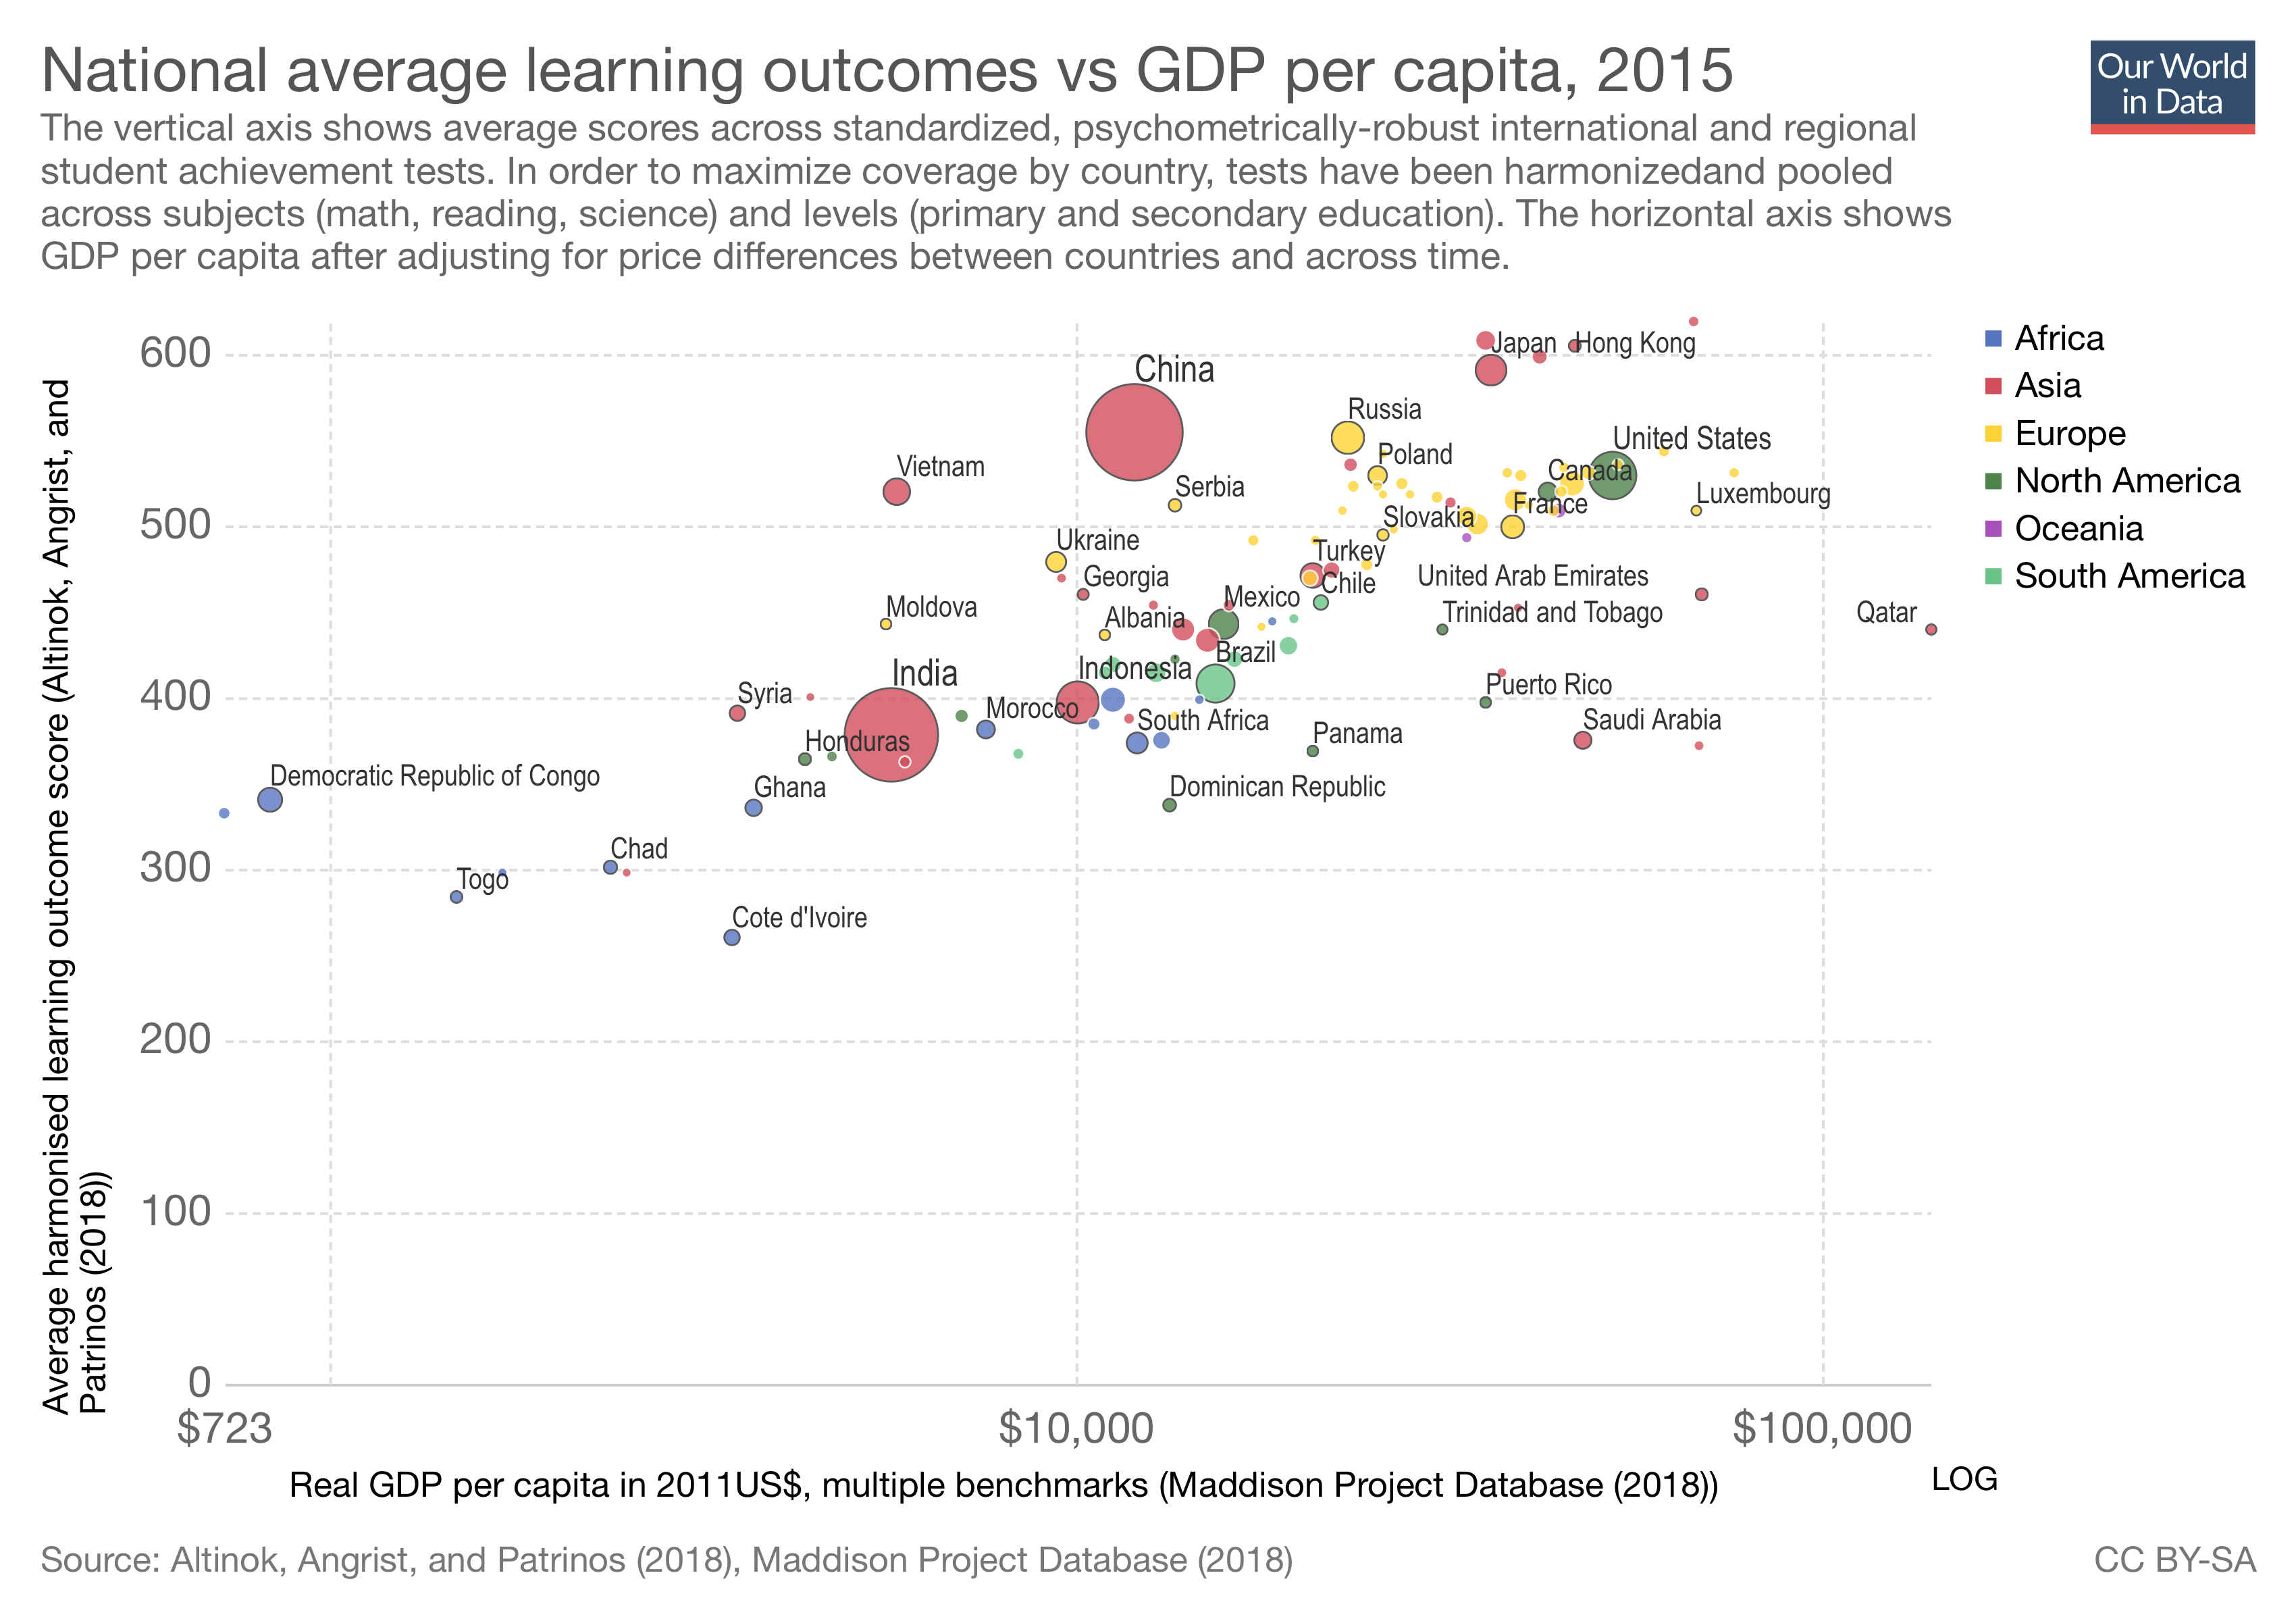 National average learning outcomes vs GDP per capita, 2015
Our World
in Data
The vertical axis shows average scores across standardized, psychometrically-robust international and regional
student achievement tests. In order to maximize coverage by country, tests have been harmonizedand pooled
across subjects (math, reading, science) and levels (primary and secondary education). The horizontal axis shows
GDP per capita after adjusting for price differences between countries and across time.
Average harmonised learning outcome score (Altinok, Angrist, and
Patrinos (2018))
600
500
400
300
200
100
0
Japan
Hong Kong
China
Russia
United States
Poland
Vietnam
Canada
Serbia
Luxembourg
France
Slovakia
Ukraine
Turkey
Georgia
United Arab Emirates
Chile
Mexico
Moldova
Albania
Trinidad and Tobago
Qatar
Brazil
Indonesia
India
Puerto Rico
Syria
Morocco
South Africa
Saudi Arabia
Panama
Honduras
Democratic Republic of Congo
Ghana
Dominican Republic
Chad
Togo
Cote d'Ivoire
Africa
Asia
Europe
North America
Oceania
South America
$723
$10,000
$100,000
Real GDP per capita in 2011US$, multiple benchmarks (Maddison Project Database (2018))
LOG
Source: Altinok, Angrist, and Patrinos (2018), Maddison Project Database (2018)
CC BY-SA